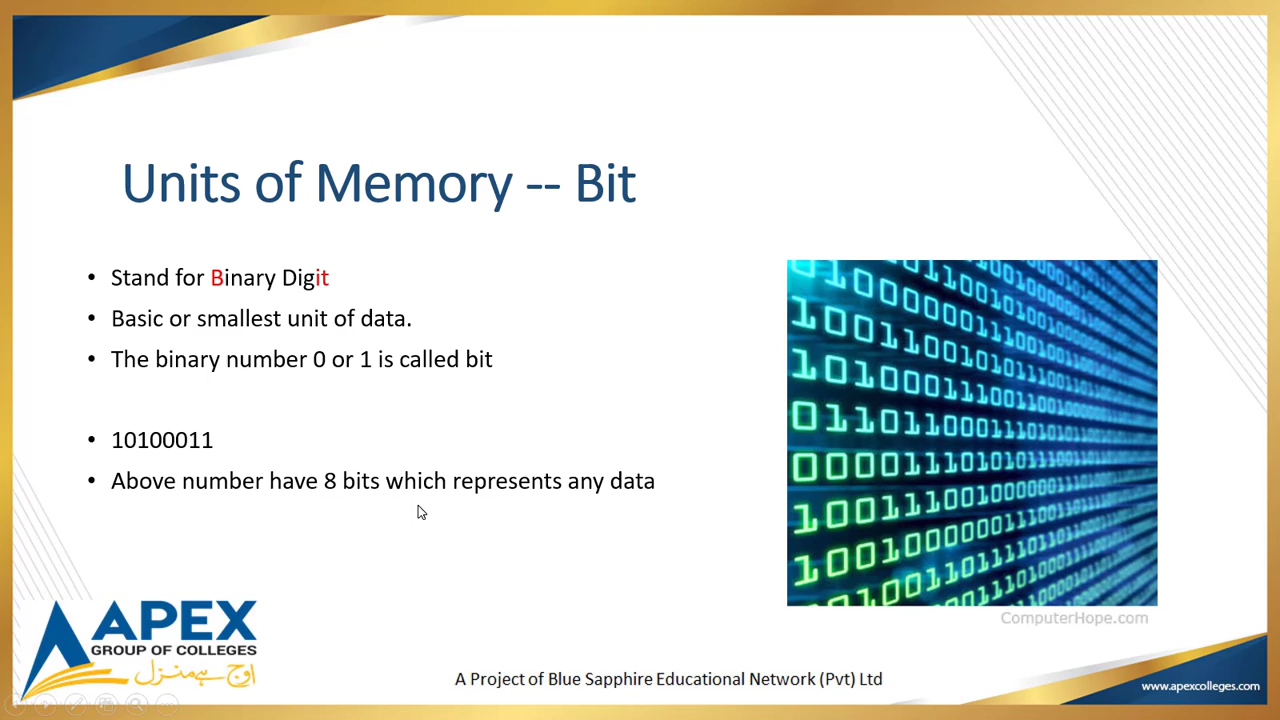 Units of Memory -- Bit
• Stand for Binary Digit
• Basic or smallest unit of data.
• The binary number 0 or 1 is called bit
• 10100011
• Above number have 8 bits which represents any data
ComputerHope.com
APEX
GROUP OF COLLEGES
اوج ہے منزل
A Project of Blue Sapphire Educational Network (Pvt) Ltd
www.apexcolleges.com